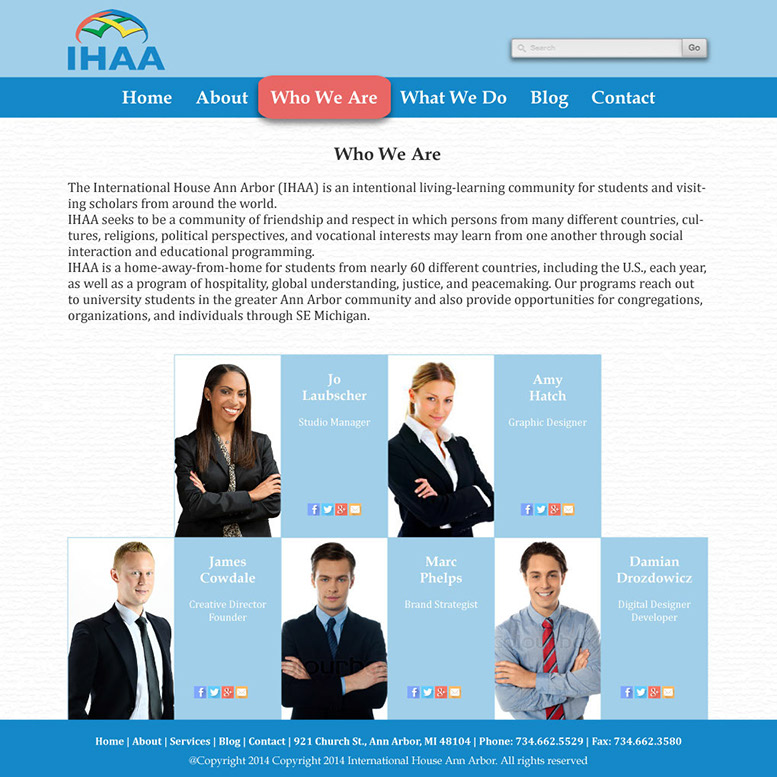 IHAA
Search
Go
Home About Who We Are What We Do Blog Contact
Who We Are
The International House Ann Arbor (IHAA) is an intentional living-learning community for students and visit-
ing scholars from around the world.
IHAA seeks to be a community of friendship and respect in which persons from many different countries, cul-
tures, religions, political perspectives, and vocational interests may learn from one another through social
interaction and educational programming.
IHAA is a home-away-from-home for students from nearly 60 different countries, including the U.S., each year,
as well as a program of hospitality, global understanding, justice, and peacemaking. Our programs reach out
to university students in the greater Ann Arbor community and also provide opportunities for congregations,
organizations, and individuals through SE Michigan.
Jo
Laubscher
Studio Manager
Amy
Hatch
Graphic Designer
James
Cowdale
Creative Director
Founder
Marc
Phelps
Brand Strategist
Damian
Drozdowicz
Digital Designer
Developer
Home | About | Services | Blog | Contact | 921 Church St., Ann Arbor, MI 48104 | Phone: 734.662.5529 | Fax: 734.662.3580
@Copyright 2014 Copyright 2014 International House Ann Arbor. All rights reserved